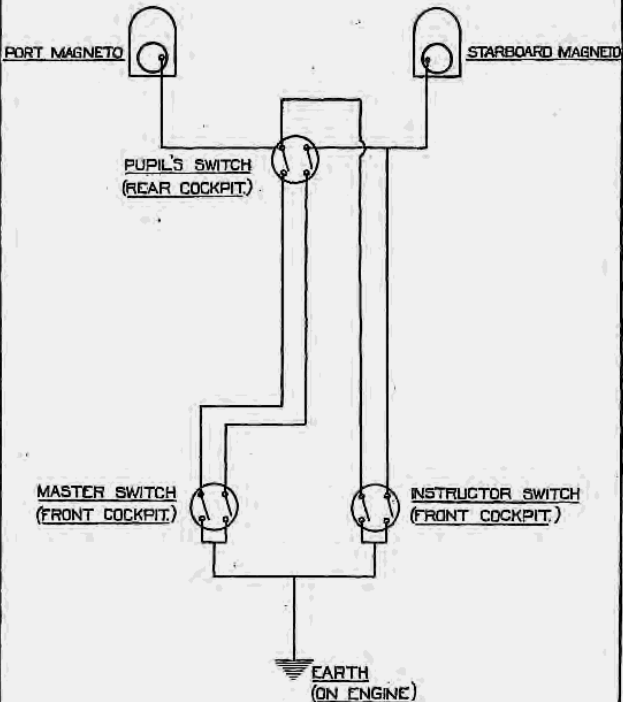 PORT MAGNETO
STARBOARD MAGNETO
PUPIL'S SWITCH
(REAR COCKPIT.)
MASTER SWITCH
(FRONT COCKPIT.)
INSTRUCTOR SWITCH
(FRONT COCKPIT.)
EARTH
(ON ENGINE)